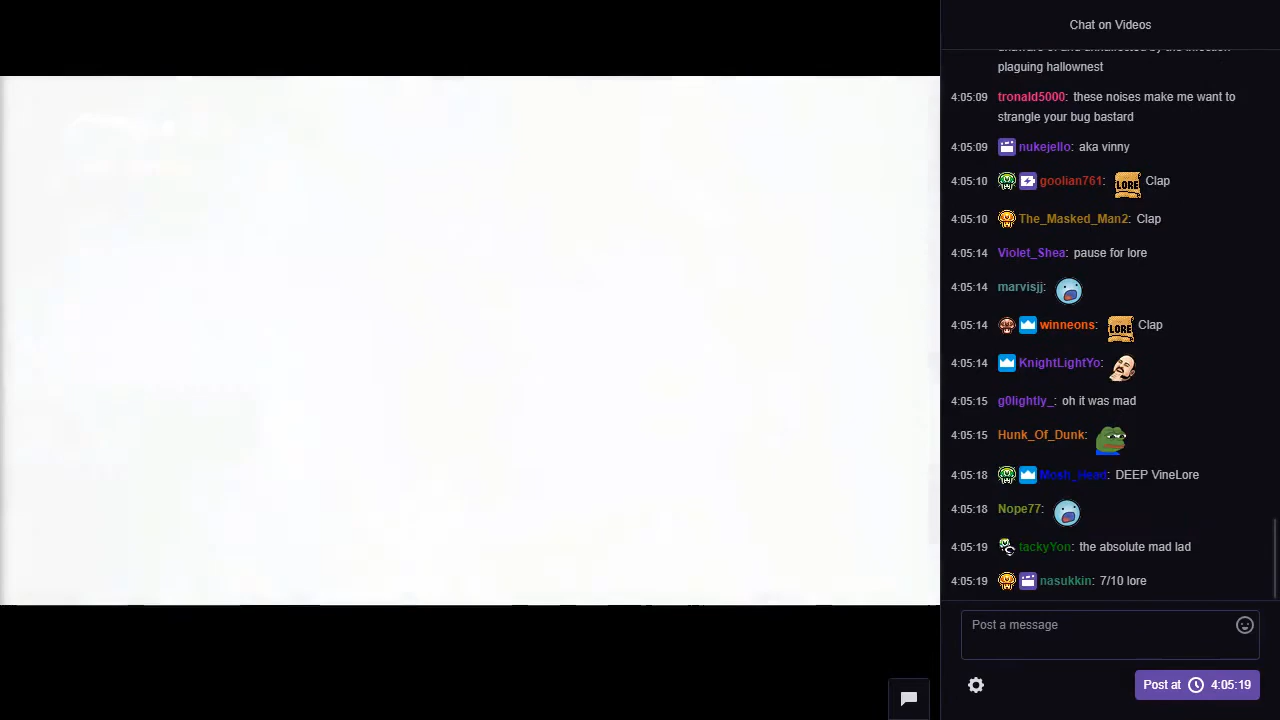 Chat on Videos
plaguing hallownest
4:05:09 tronald5000: these noises make me want to
strangle your bug bastard
4:05:09 nukejello: aka vinny
4:05:10 goolian761: LORE Clap
4:05:10 The_Masked_Man2: Clap
4:05:14 Violet_Shea: pause for lore
4:05:14 marvisjj:
4:05:14 winneons: LORE Clap
4:05:14 KnightLightYo:
4:05:15 g0lightly_: oh it was mad
4:05:15 Hunk_Of_Dunk:
4:05:18 Mosh_Head: DEEP VineLore
4:05:18 Nope77:
4:05:19 tackyYon: the absolute mad lad
4:05:19 nasukkin: 7/10 lore
Post a message
Post at 4:05:19